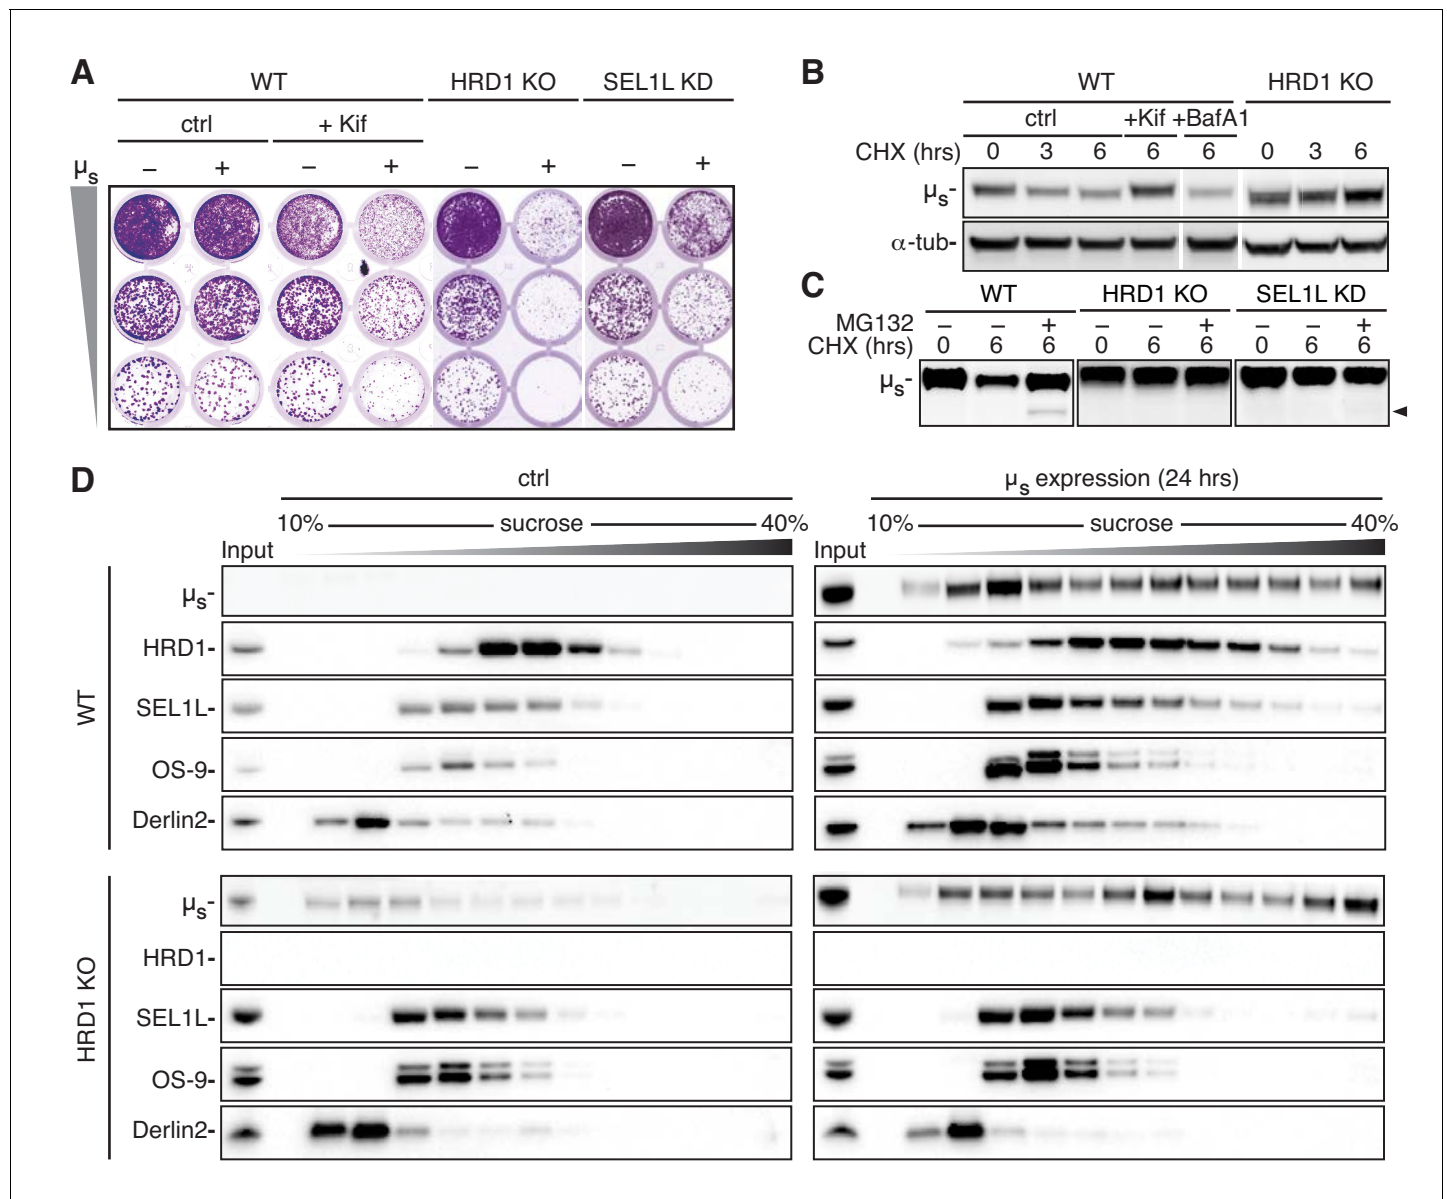 A
WT HRD1 KO SEL1L KD
ctrl + Kif
μs – + – + – + – +
B
WT HRD1 KO
ctrl +Kif +BafA1
CHX (hrs) 0 3 6 6 6 0 3 6
μs-
α-tub-
C
WT HRD1 KO SEL1L KD
MG132 – – + – – + – – +
CHX (hrs) 0 6 6 0 6 6 0 6 6
μs-
D
ctrl μs expression (24 hrs)
10% sucrose 40% 10% sucrose 40%
Input Input
WT
μs-
HRD1-
SEL1L-
OS-9-
Derlin2-
HRD1 KO
μs-
HRD1-
SEL1L-
OS-9-
Derlin2-